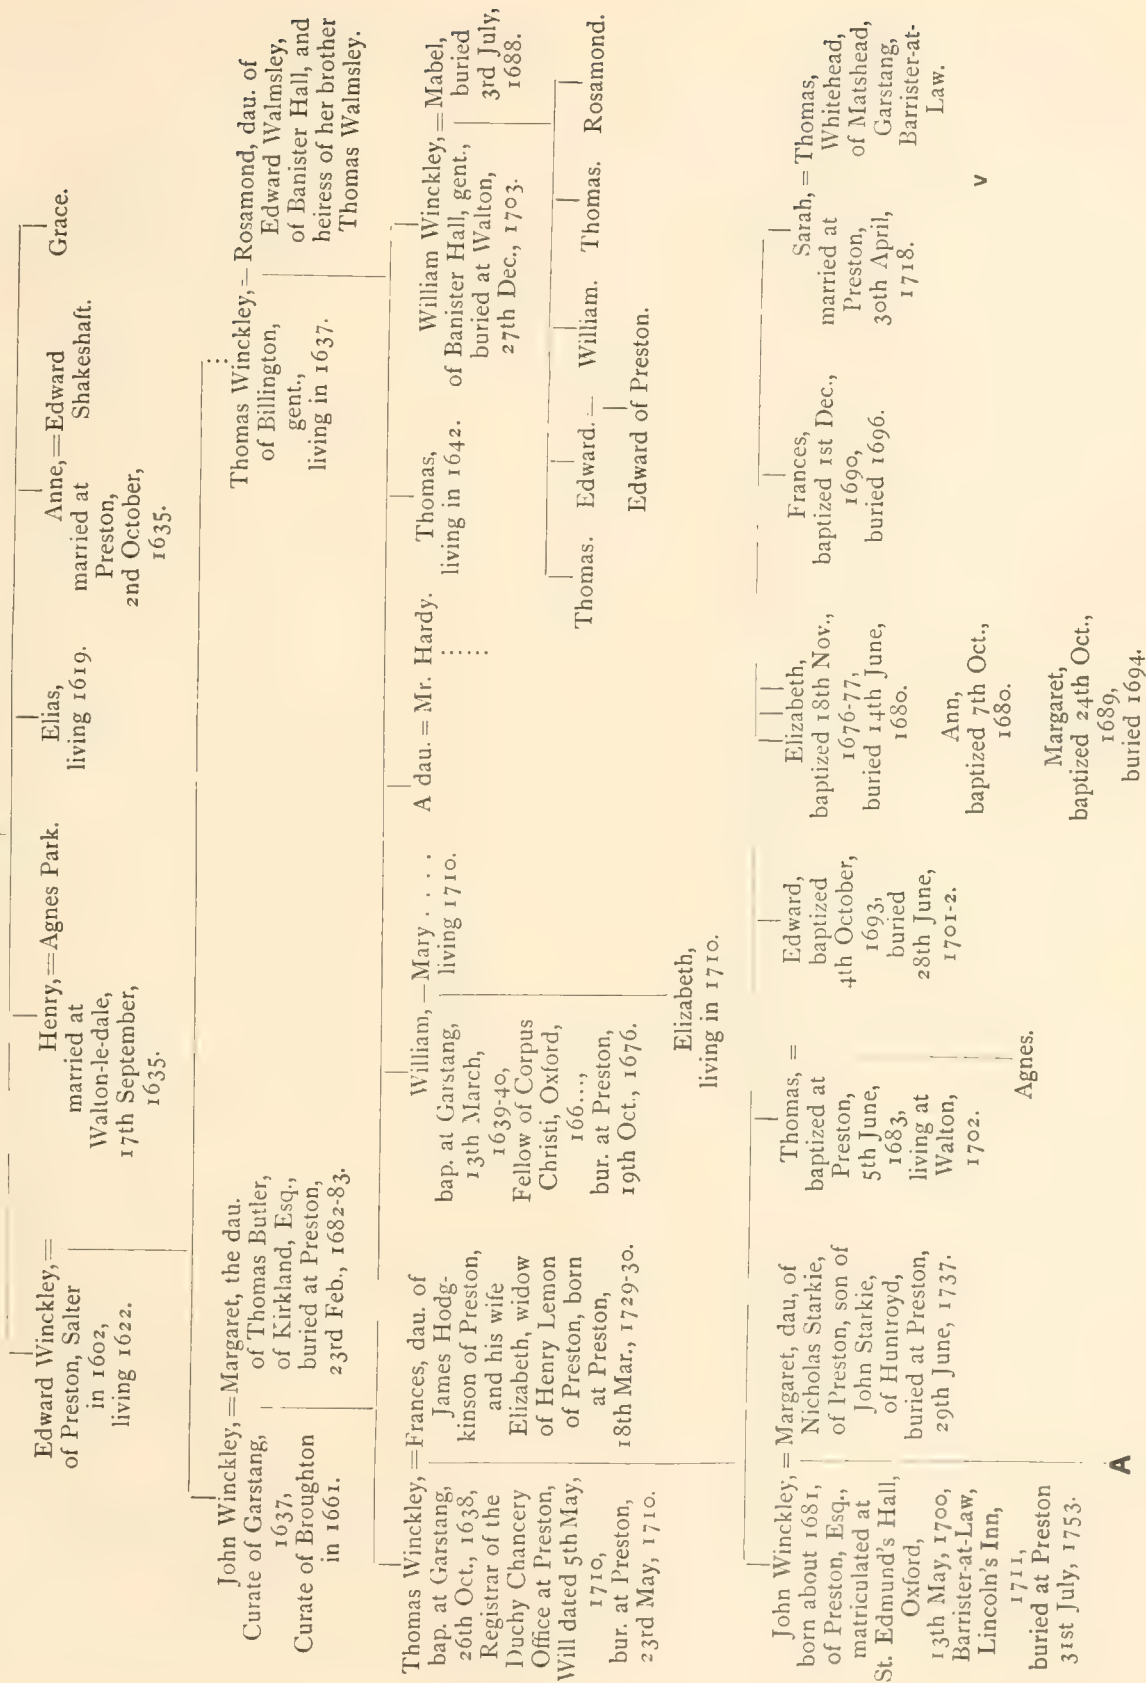 Edward Winckley,=
of Preston, Salter
in 1602,
living 1622.
Henry,=Agnes Park.
married at
Walton-le-dale,
17th September,
1635.
Elias,
living 1619.
Anne,=Edward
married at Shakeshaft.
Preston,
2nd October,
1635.
Grace.
John Winckley,=Margaret, the dau.
Curate of Garstang, of Thomas Butler,
1637, of Kirkland, Esq.,
Curate of Broughton buried at Preston,
in 1661. 23rd Feb., 1682-83.
Thomas Winckley,=Rosamond, dau. of
of Billington, Edward Walmsley,
gent., of Banister Hall, and
living in 1637. heiress of her brother
Thomas Walmsley.
Thomas Winckley,=Frances, dau. of
bap. at Garstang, James Hodg-
26th Oct., 1638, kinson of Preston,
Registrar of the and his wife
Duchy Chancery Elizabeth, widow
Office at Preston, of Henry Lemon
Will dated 5th May, of Preston, born
1710, at Preston,
bur. at Preston, 18th Mar., 1729-30.
23rd May, 1710.
William,=Mary . . . .
bap. at Garstang, living 1710.
13th March,
1639-40,
Fellow of Corpus
Christi, Oxford,
166...,
bur. at Preston,
19th Oct., 1676.
Elizabeth,
living in 1710.
A dau. = Mr. Hardy.
Thomas,
living in 1642.
William Winckley,=Mabel,
of Banister Hall, gent., buried
buried at Walton, 3rd July,
27th Dec., 1703. 1688.
Thomas. Edward.= William. Thomas. Rosamond.
Edward of Preston.
John Winckley,=Margaret, dau, of
born about 1681, Nicholas Starkie,
of Preston, Esq., of Preston, son of
matriculated at John Starkie,
St. Edmund's Hall, of Huntroyd,
Oxford, buried at Preston,
13th May, 1700, 29th June, 1737.
Barrister-at-Law,
Lincoln's Inn,
1711,
buried at Preston
31st July, 1753.
A
Thomas, =
baptized at
Preston,
5th June,
1683,
living at
Walton,
1702.
Agnes.
Edward,
baptized
4th October,
1693,
buried
28th June,
1701-2.
Elizabeth,
baptized 18th Nov.,
1676-77,
buried 14th June,
1680.
Ann,
baptized 7th Oct.,
1680.
Margaret,
baptized 24th Oct.,
1689,
buried 1694.
Frances,
baptized 1st Dec.,
1690,
buried 1696.
Sarah,=Thomas,
married at Whitehead,
Preston, of Matshead,
30th April, Garstang,
1718. Barrister-at-
Law.
V